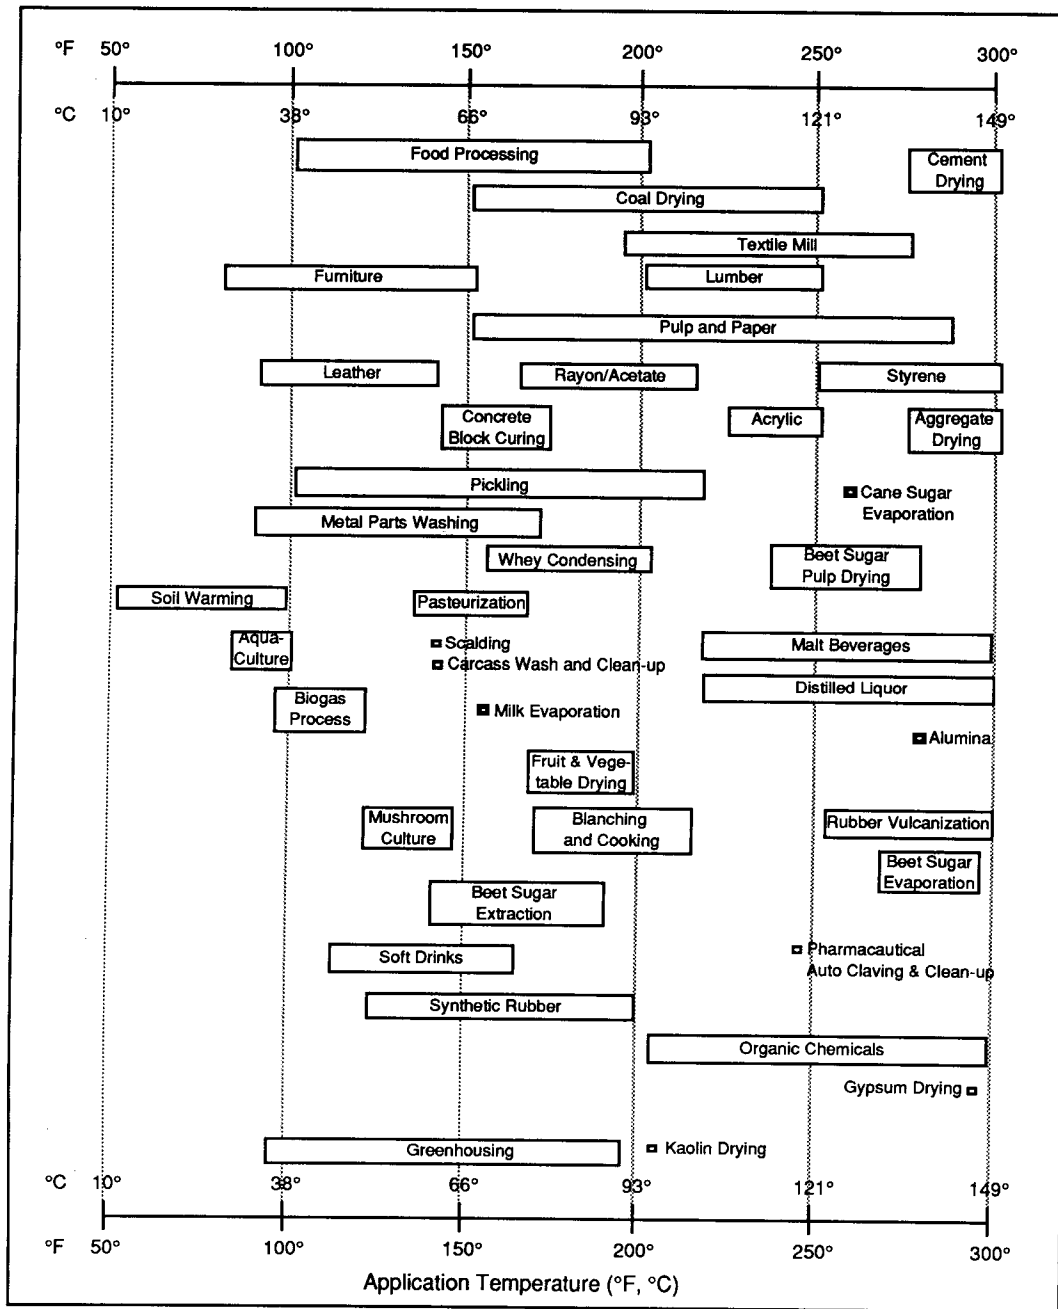 °F 50° 100° 150° 200° 250° 300°
°C 10° 38° 66° 93° 121° 149°
Food Processing
Cement
Drying
Coal Drying
Textile Mill
Furniture
Lumber
Pulp and Paper
Leather
Rayon/Acetate
Styrene
Concrete
Block Curing
Acrylic
Aggregate
Drying
Pickling
Cane Sugar
Evaporation
Metal Parts Washing
Whey Condensing
Beet Sugar
Pulp Drying
Soil Warming
Pasteurization
Aqua-
Culture
Scalding
Carcass Wash and Clean-up
Malt Beverages
Biogas
Process
Milk Evaporation
Distilled Liquor
Alumina
Fruit & Vege-
table Drying
Mushroom
Culture
Blanching
and Cooking
Rubber Vulcanization
Beet Sugar
Evaporation
Beet Sugar
Extraction
Soft Drinks
Pharmacautical
Auto Claving & Clean-up
Synthetic Rubber
Organic Chemicals
Gypsum Drying
Greenhousing
Kaolin Drying
°C 10° 38° 66° 93° 121° 149°
°F 50° 100° 150° 200° 250° 300°
Application Temperature (°F, °C)